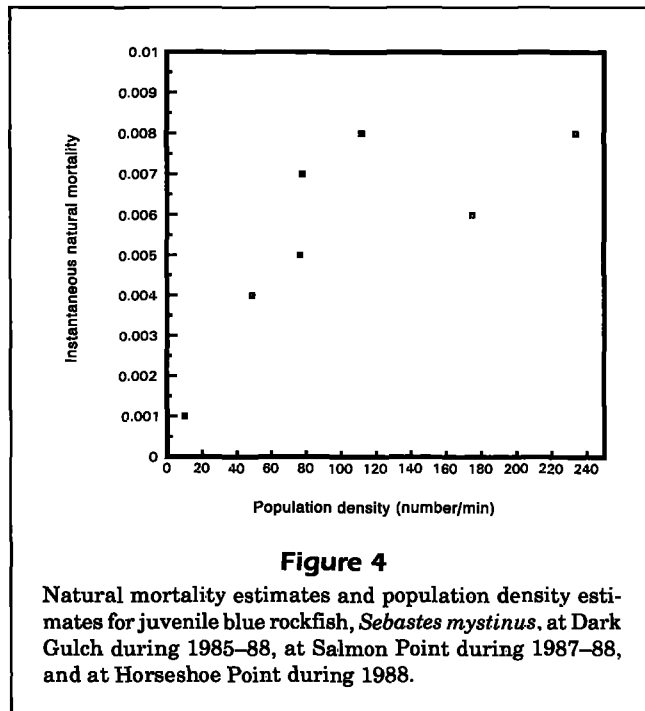 0.01
0.009
0.008
0.007
0.006
0.005
0.004
0.003
0.002
0.001
0
Instantaneous natural mortality
0 20 40 60 80 100 120 140 160 180 200 220 240
Population density (number/min)
Figure 4
Natural mortality estimates and population density esti-
mates for juvenile blue rockfish, Sebastes mystinus, at Dark
Gulch during 1985–88, at Salmon Point during 1987–88,
and at Horseshoe Point during 1988.